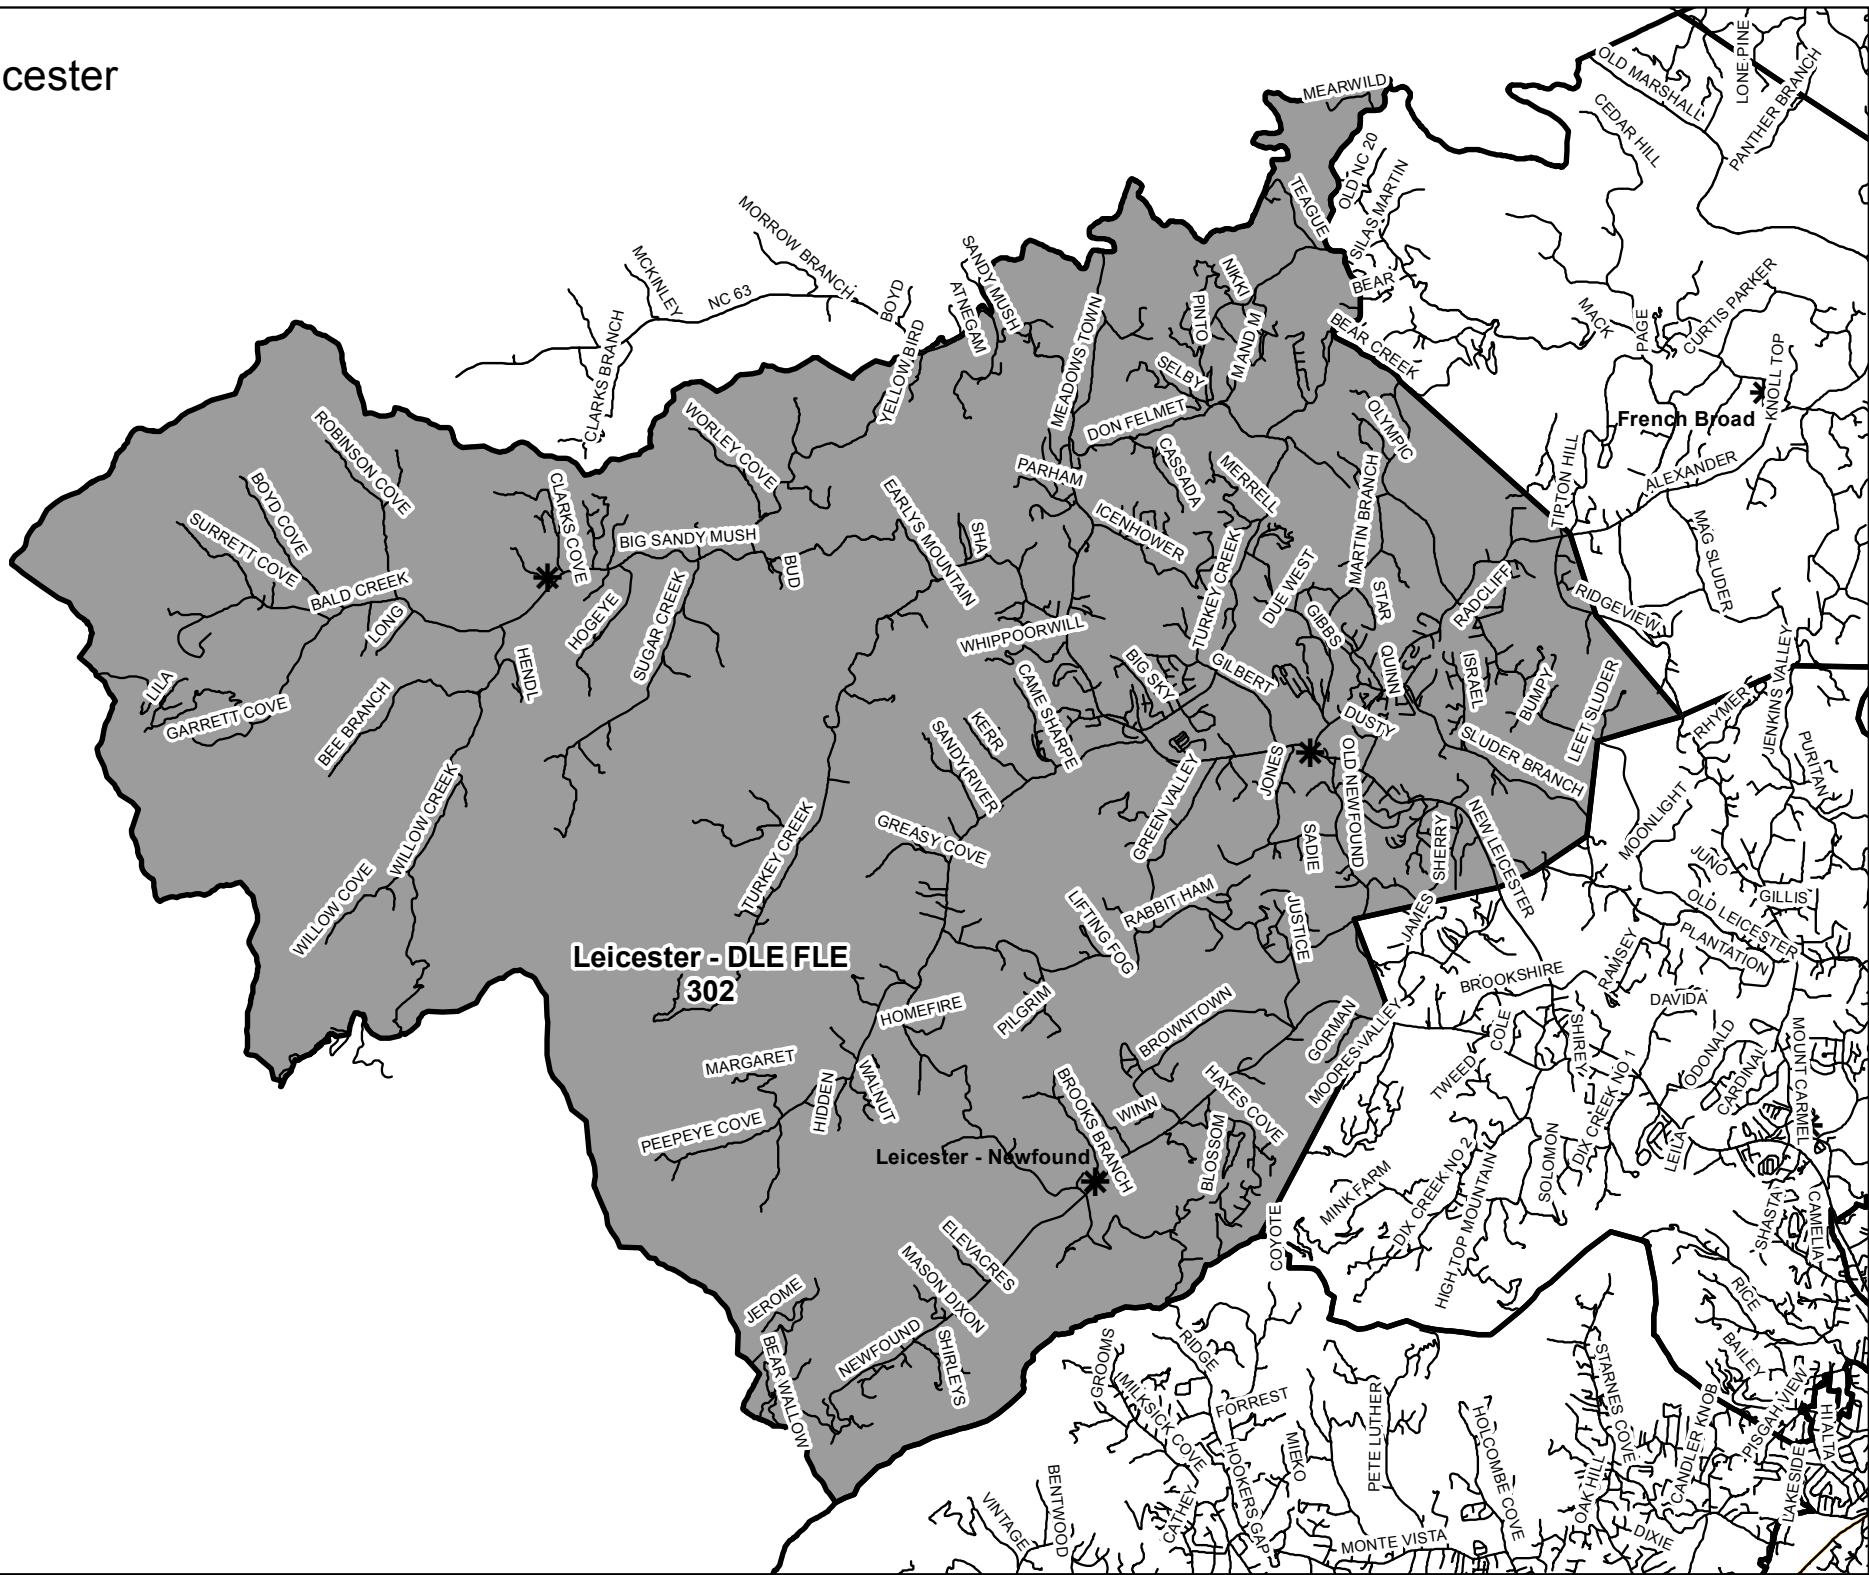 cester
MEARWILD
OLD MARSHALL
LONE PINE
PANTHER BRANCH
CEDAR HILL
OLD NC 20
SILAS MARTIN
TEAGUE
MORROW BRANCH
MCKINLEY
NC 63
BOYD
SANDY MUSH
ATNEGAM
NIKKI
BEAR
PINTO
M AND M
MEADOWS TOWN
BEAR CREEK
MACK
PAGE
CURTIS PARKER
KNOLL TOP
CLARKS BRANCH
YELLOW BIRD
SELBY
DON FELMET
OLYMPIC
French Broad
ROBINSON COVE
WORLEY COVE
PARHAM
CASSADA
MERRELL
MARTIN BRANCH
TIPTON HILL
ALEXANDER
BOYD COVE
SURRETT COVE
CLARKS COVE
BIG SANDY MUSH
BUD
EARLYS MOUNTAIN
SHA
ICENHOWER
TURKEY CREEK
DUE WEST
MAG SLUDER
BALD CREEK
LONG
HOGEYE
SUGAR CREEK
WHIPPOORWILL
GIBBS
STAR
RADCLIFF
RIDGEVIEW
LILA
GARRETT COVE
HENDL
BEE BRANCH
CAME SHARPE
BIG SKY
GILBERT
QUINN
ISRAEL
BUMPY
LEET SLUDER
JENKINS VALLEY
RHYMER
KERR
SANDY RIVER
DUSTY
SLUDER BRANCH
PURITAN
WILLOW CREEK
WILLOW COVE
TURKEY CREEK
GREASY COVE
GREEN VALLEY
JONES
OLD NEWFOUND
SADIE
SHERRY
NEW LEICESTER
MOONLIGHT
JUNO
GILLIS
OLD LEICESTER
PLANTATION
LIFTING FOG
RABBIT HAM
JUSTICE
JAMES
Leicester - DLE FLE
302
BROOKSHIRE
RAMSEY
DAVIDA
HOMEFIRE
PILGRIM
BROWNTOWN
GORMAN
MOORES VALLEY
COLE
SHIREY
ODONALD
CARDINAL
MOUNT CARMEL
MARGARET
PEEPEYE COVE
HIDDEN
WALNUT
BROOKS BRANCH
WINN
HAYES COVE
BLOSSOM
TWEED
DIX CREEK NO 1
LEILA
Leicester - Newfound
MINK FARM
DIX CREEK NO 2
HIGH TOP MOUNTAIN
SOLOMON
SHASTA
CAMELIA
COYOTE
ELEVACRES
MASON DIXON
JEROME
BEAR WALLOW
NEWFOUND
SHIRLEYS
RICE
BAILEY
GROOMS
RIDGE
MILKSICK COVE
FORREST
HOOKERS GAP
MIEKO
PETE LUTHER
HOLCOMBE COVE
STARNES COVE
OAK HILL
CANDLER KNOB
PISGAH VIEW
HI ALTA
LAKESIDE
VINTAGE
BENTWOOD
CATHEY
MONTE VISTA
DIXIE